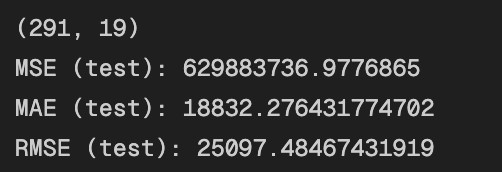 (291, 19)
MSE (test): 629883736.9776865
MAE (test): 18832.276431774702
RMSE (test): 25097.48467431919